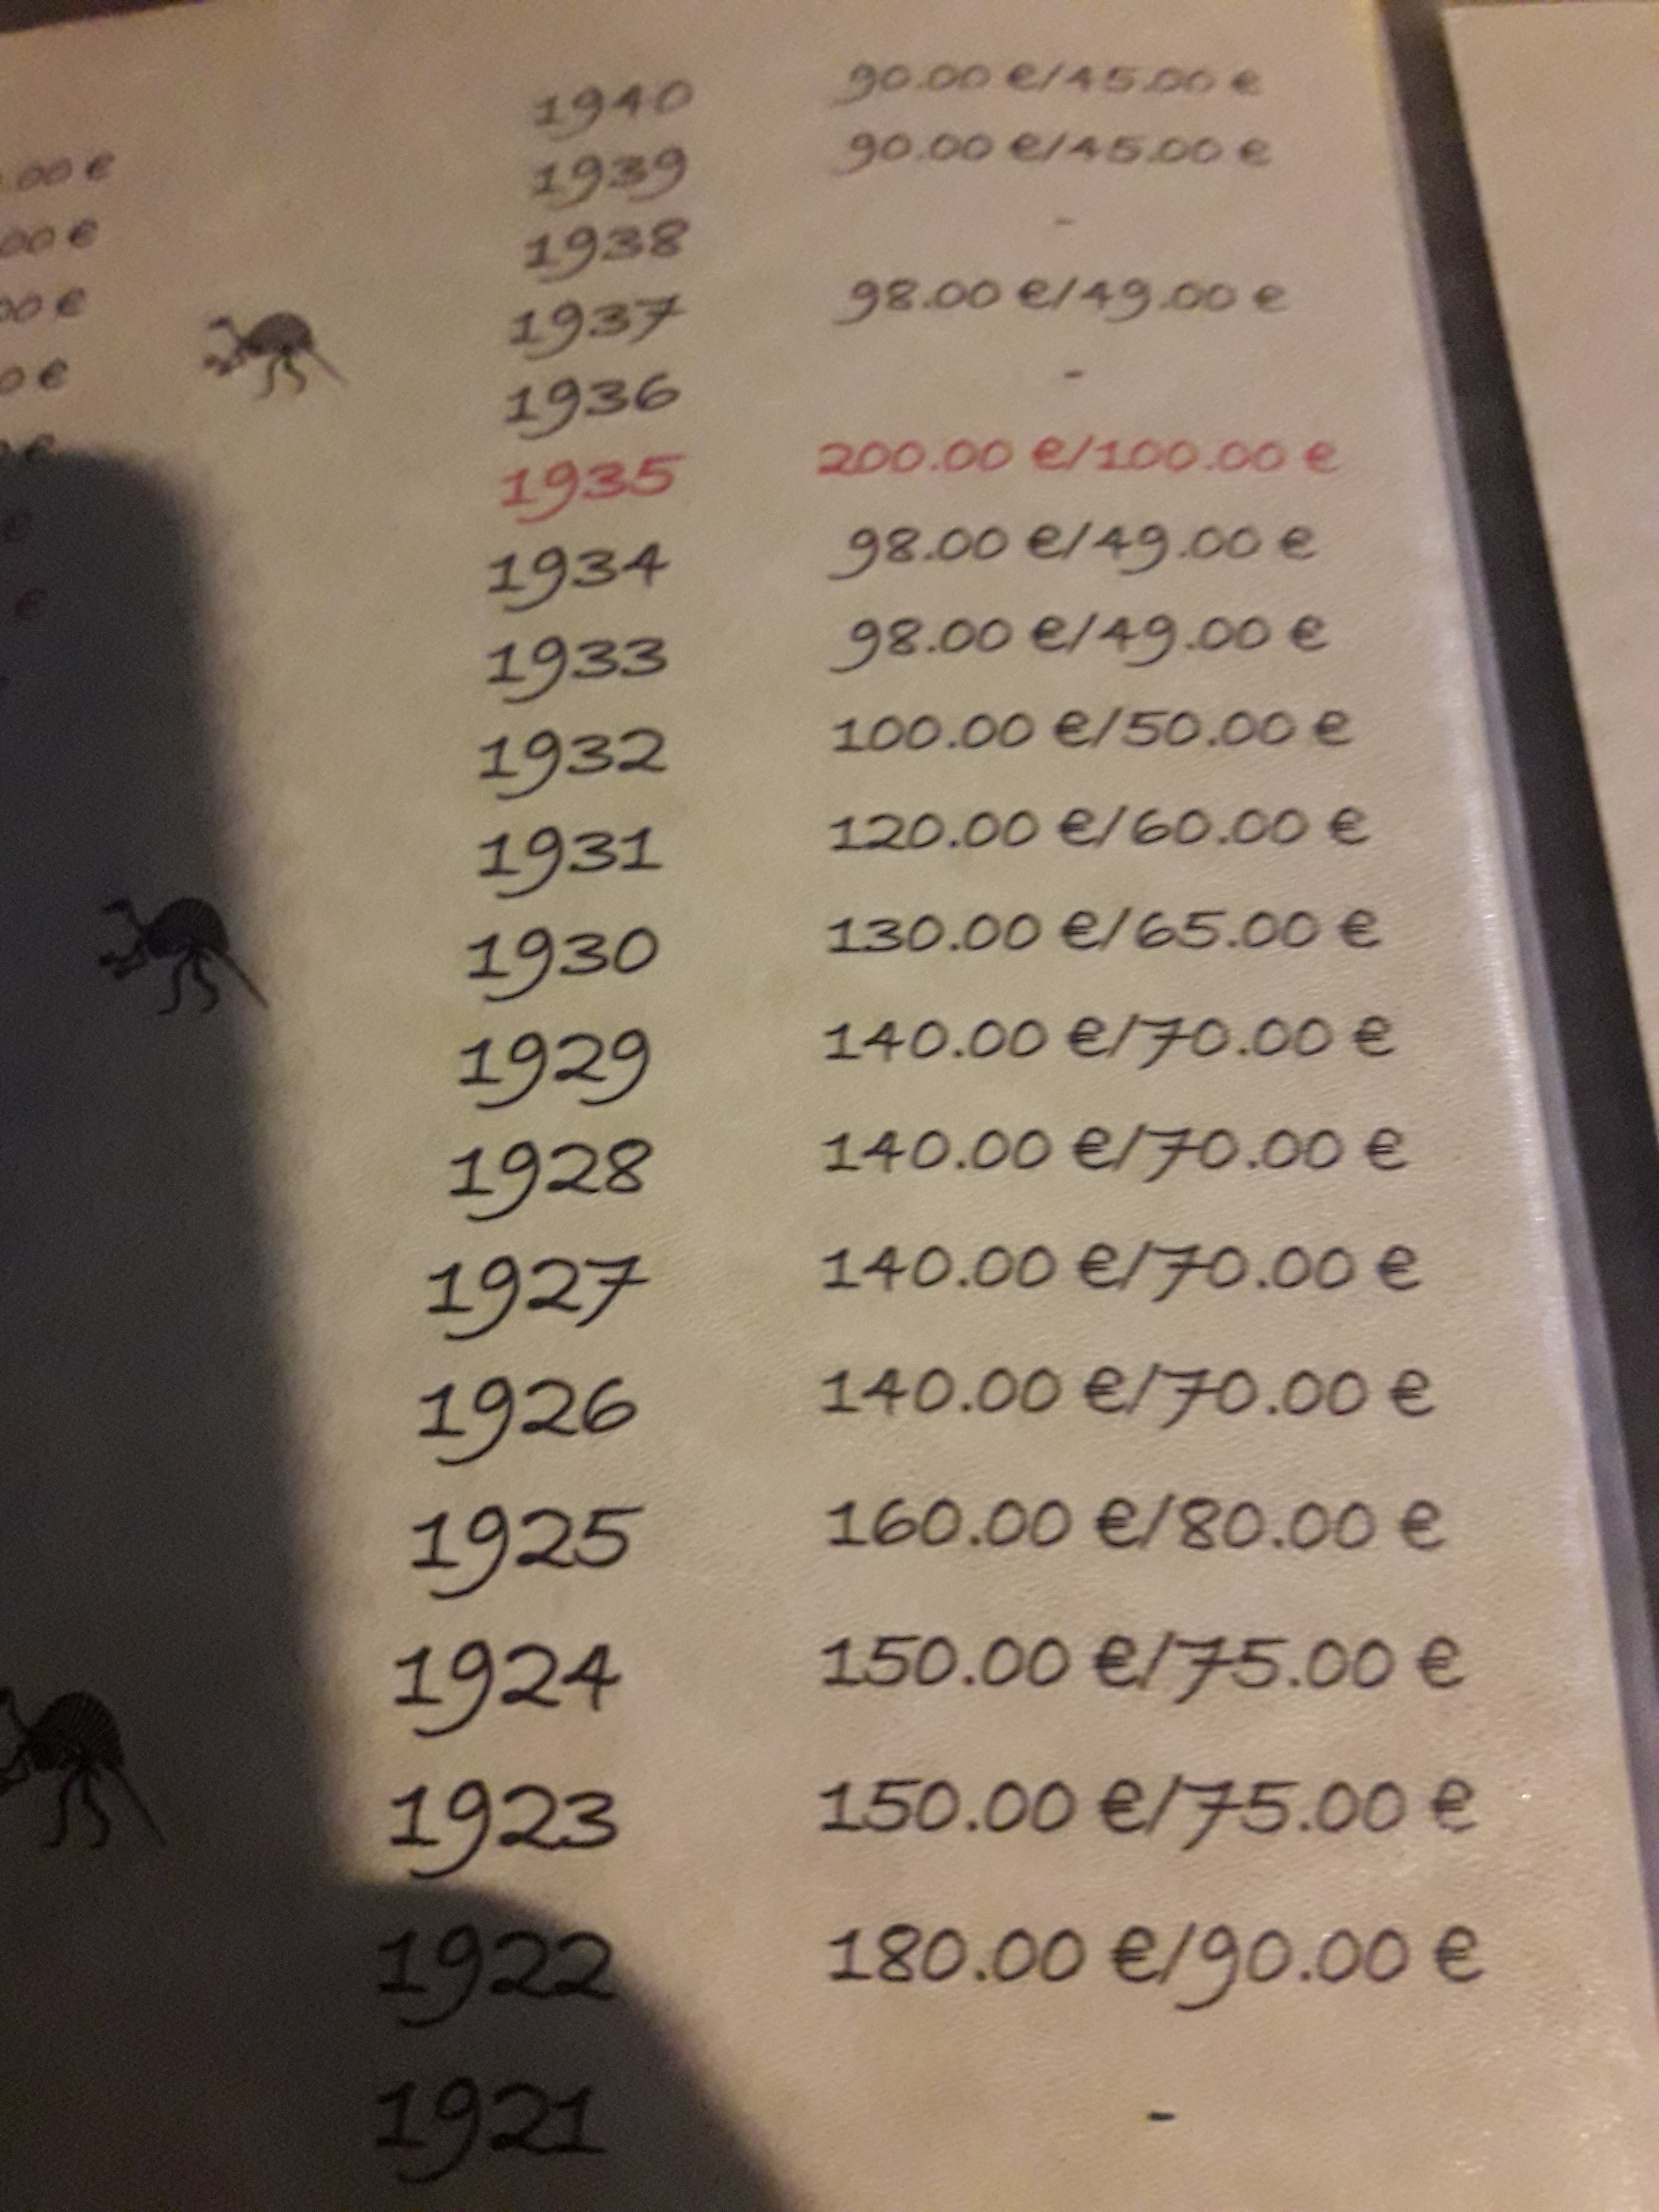 1940 90.00 €/45.00 €
1939 90.00 €/45.00 €
1938 -
1937 98.00 €/49.00 €
1936 -
1935 200.00 €/100.00 €
1934 98.00 €/49.00 €
1933 98.00 €/49.00 €
1932 100.00 €/50.00 €
1931 120.00 €/60.00 €
1930 130.00 €/65.00 €
1929 140.00 €/70.00 €
1928 140.00 €/70.00 €
1927 140.00 €/70.00 €
1926 140.00 €/70.00 €
1925 160.00 €/80.00 €
1924 150.00 €/75.00 €
1923 150.00 €/75.00 €
1922 180.00 €/90.00 €
1921 -